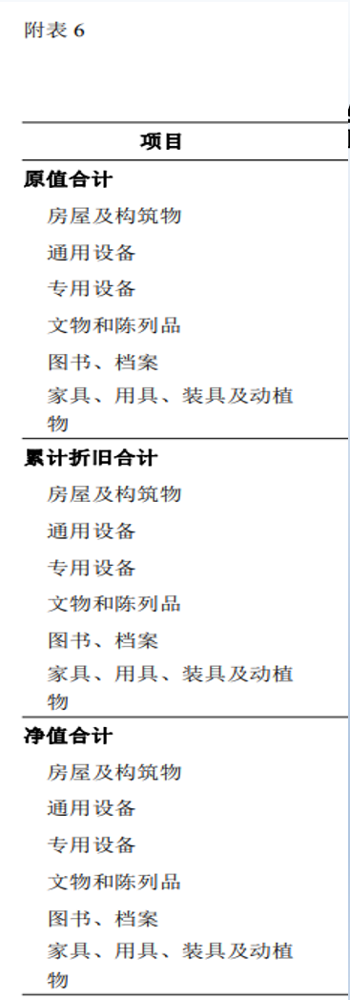 附表 6
项目
原值合计
房屋及构筑物
通用设备
专用设备
文物和陈列品
图书、档案
家具、用具、装具及动植
物
累计折旧合计
房屋及构筑物
通用设备
专用设备
文物和陈列品
图书、档案
家具、用具、装具及动植
物
净值合计
房屋及构筑物
通用设备
专用设备
文物和陈列品
图书、档案
家具、用具、装具及动植
物